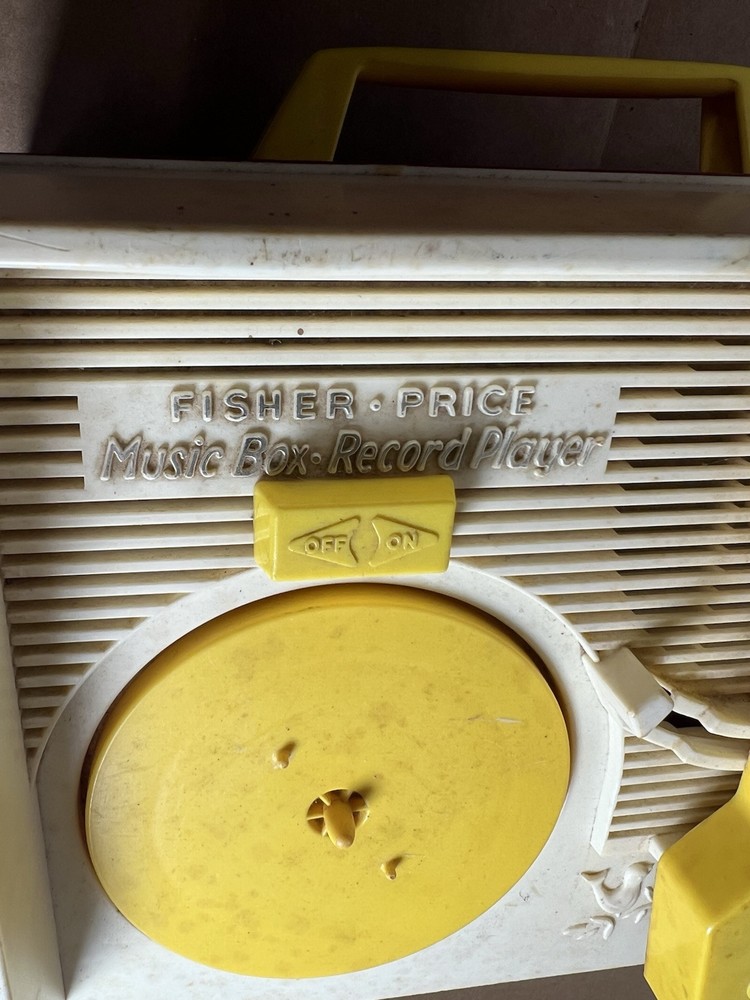 FISHER · PRICE
Music Box · Record Player
OFF ON